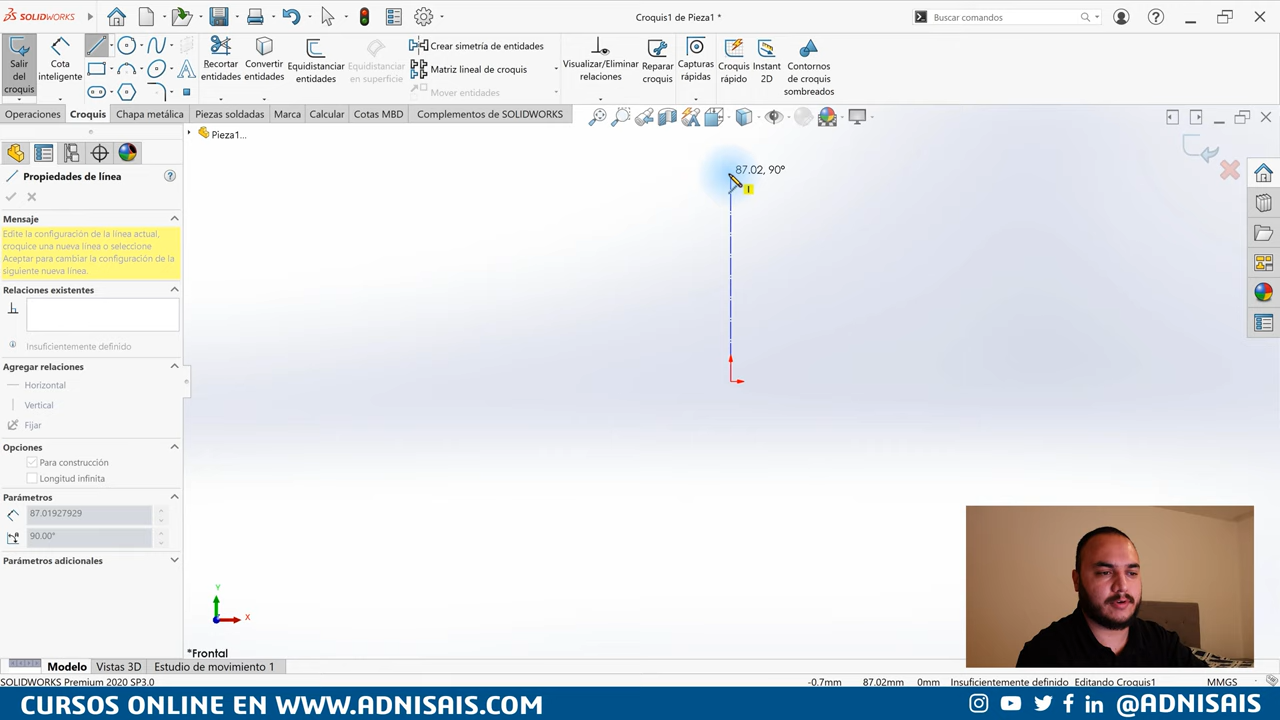 SOLIDWORKS
Croquis1 de Pieza1 *
Buscar comandos
Salir del croquis
Cota inteligente
Recortar entidades
Convertir entidades
Equidistanciar entidades
Equidistanciar en superficie
Crear simetría de entidades
Matriz lineal de croquis
Mover entidades
Visualizar/Eliminar relaciones
Reparar croquis
Capturas rápidas
Croquis rápido
Instant 2D
Contornos de croquis sombreados
Operaciones
Croquis
Chapa metálica
Piezas soldadas
Marca
Calcular
Cotas MBD
Complementos de SOLIDWORKS
Pieza1...
Propiedades de línea
Mensaje
Edite la configuración de la línea actual,
croquice una nueva línea o seleccione
Aceptar para cambiar la configuración de la
siguiente nueva línea.
Relaciones existentes
Insuficientemente definido
Agregar relaciones
Horizontal
Vertical
Fijar
Opciones
Para construcción
Longitud infinita
Parámetros
87.01927929
90.00°
Parámetros adicionales
87.02, 90°
Y
X
*Frontal
Modelo
Vistas 3D
Estudio de movimiento 1
SOLIDWORKS Premium 2020 SP3.0
-0.7mm
87.02mm
0mm
Insuficientemente definido
Editando Croquis1
MMGS
CURSOS ONLINE EN WWW.ADNISAIS.COM
@ADNISAIS